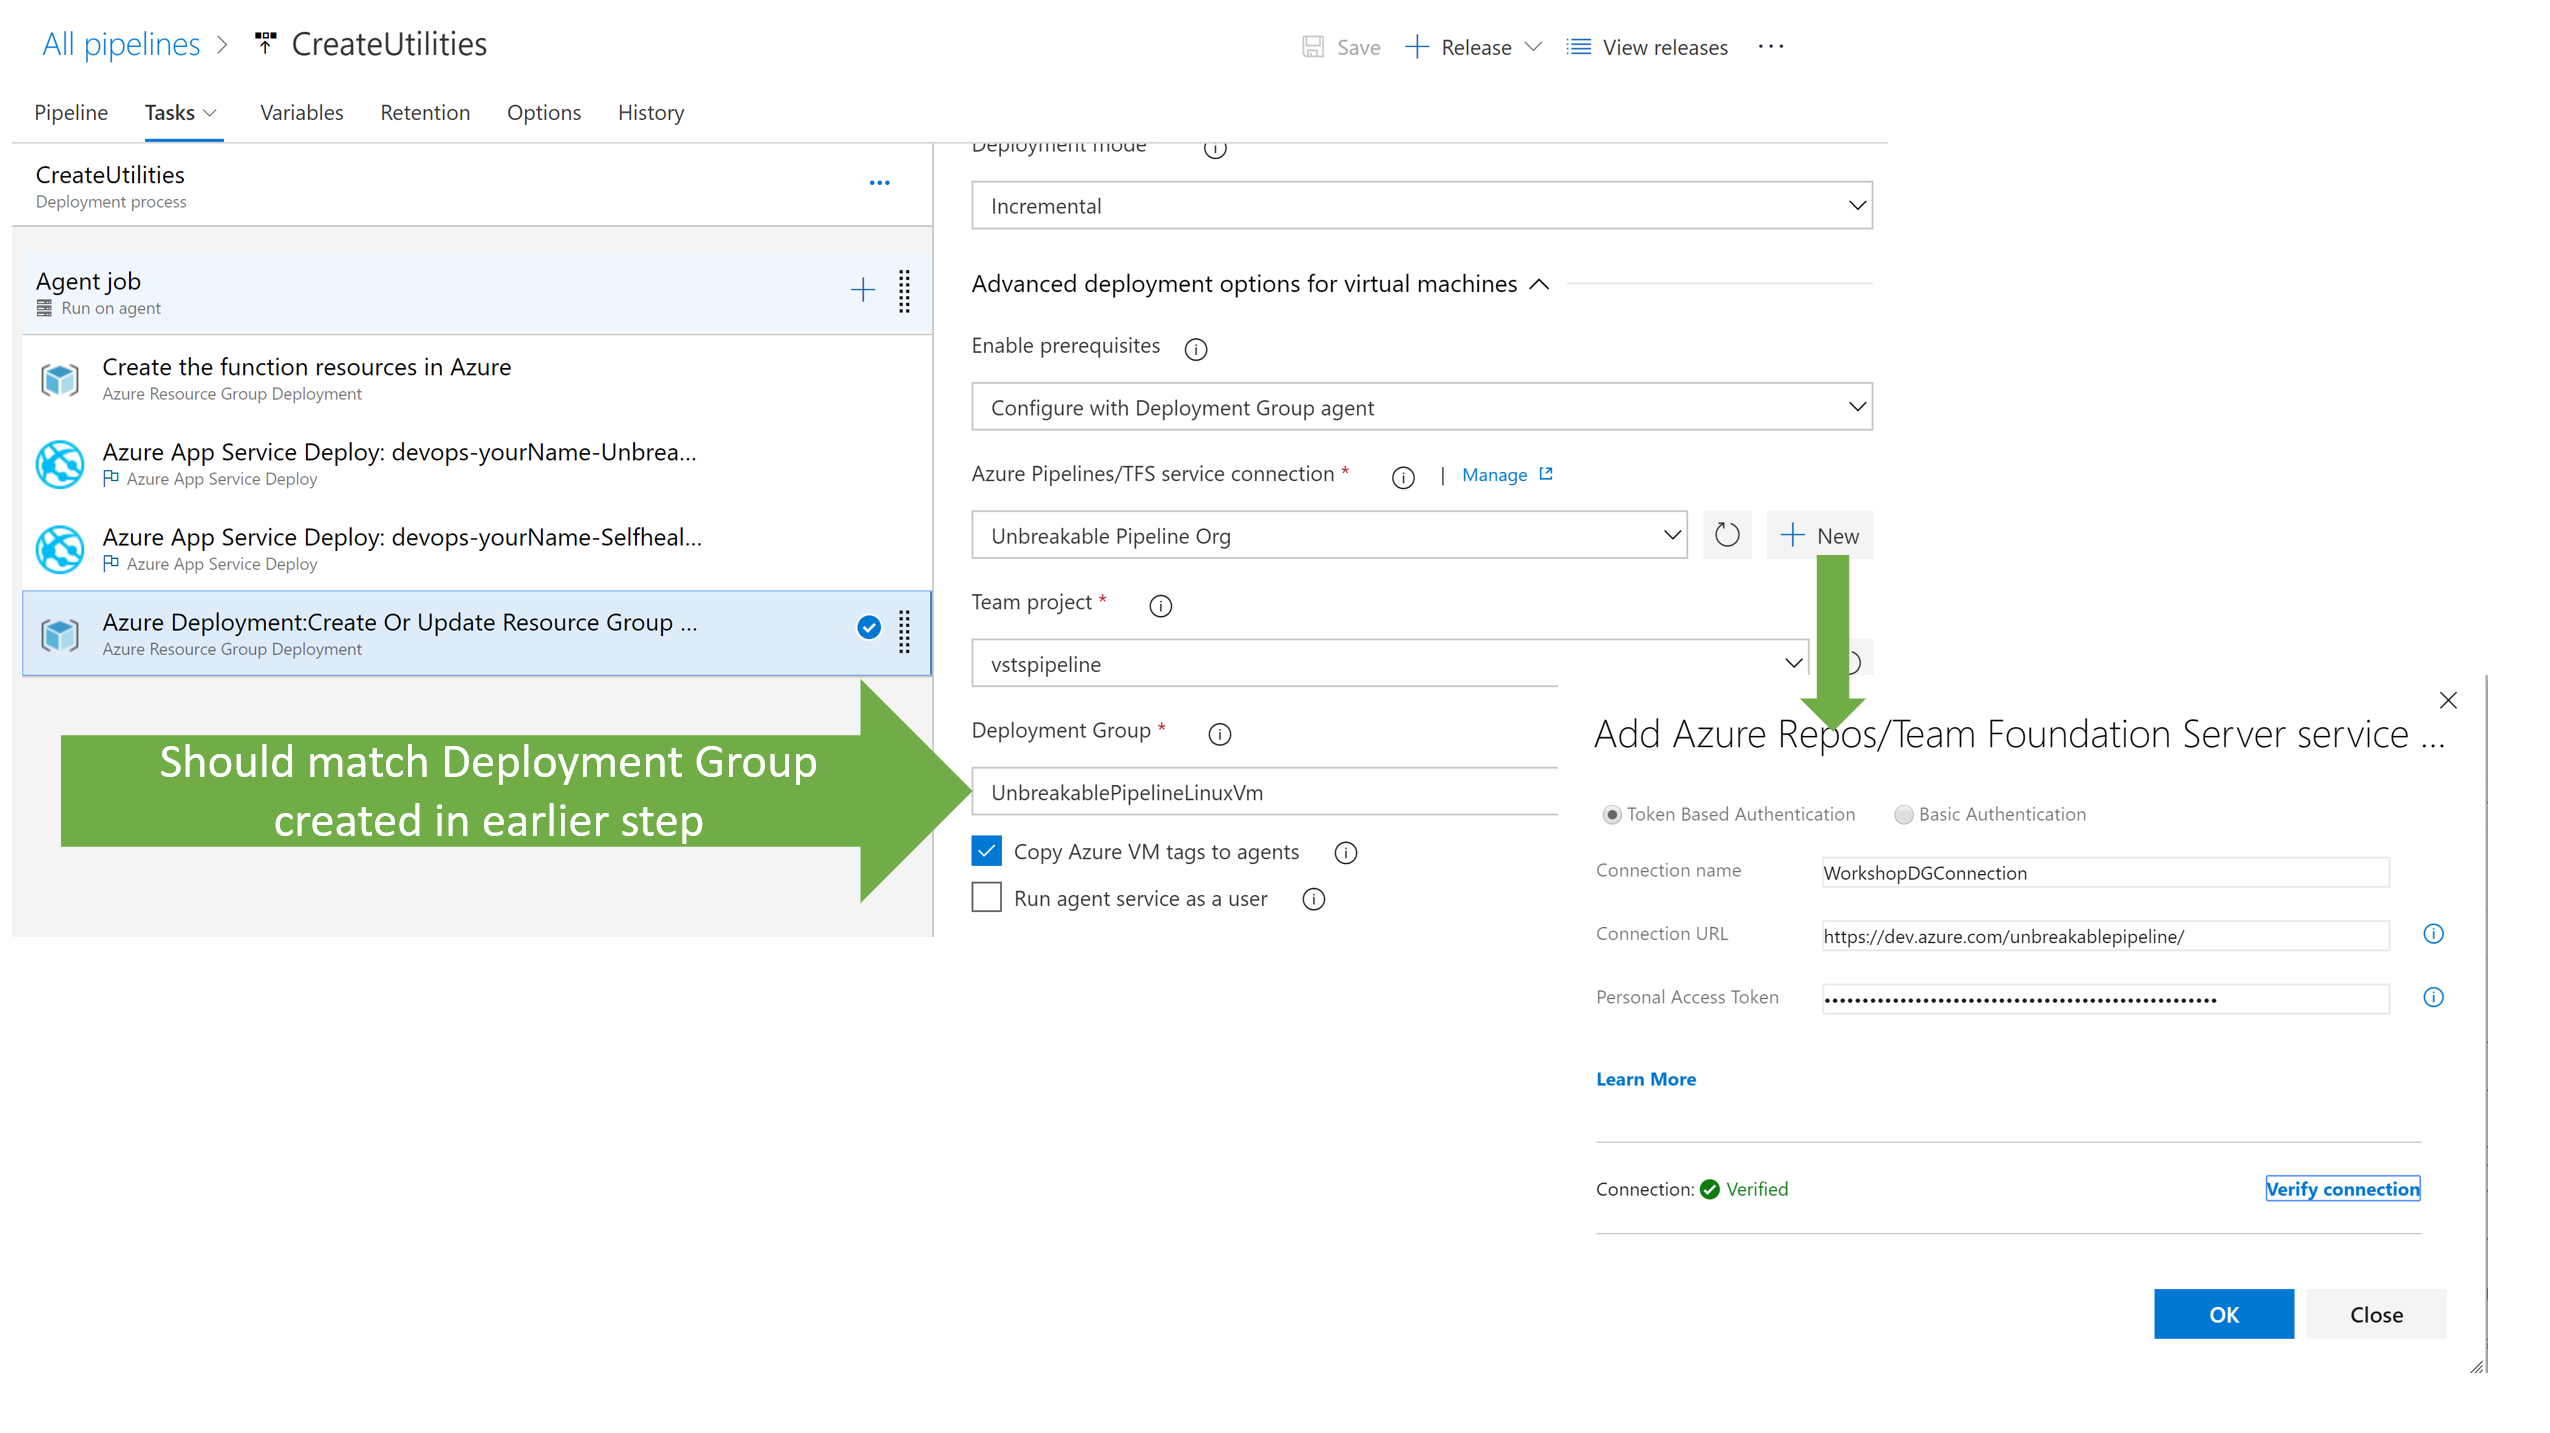 All pipelines > CreateUtilities
Save
Release
View releases
...
Pipeline
Tasks
Variables
Retention
Options
History
CreateUtilities
Deployment process
...
Agent job
Run on agent
Create the function resources in Azure
Azure Resource Group Deployment
Azure App Service Deploy: devops-yourName-Unbrea...
Azure App Service Deploy
Azure App Service Deploy: devops-yourName-Selfheal...
Azure App Service Deploy
Azure Deployment:Create Or Update Resource Group ...
Azure Resource Group Deployment
Should match Deployment Group
created in earlier step
Deployment mode
Incremental
Advanced deployment options for virtual machines
Enable prerequisites
Configure with Deployment Group agent
Azure Pipelines/TFS service connection * | Manage
Unbreakable Pipeline Org
New
Team project *
vstspipeline
Deployment Group *
UnbreakablePipelineLinuxVm
Copy Azure VM tags to agents
Run agent service as a user
Add Azure Repos/Team Foundation Server service ...
Token Based Authentication
Basic Authentication
Connection name
WorkshopDGConnection
Connection URL
https://dev.azure.com/unbreakablepipeline/
Personal Access Token
Learn More
Connection: Verified
Verify connection
OK
Close